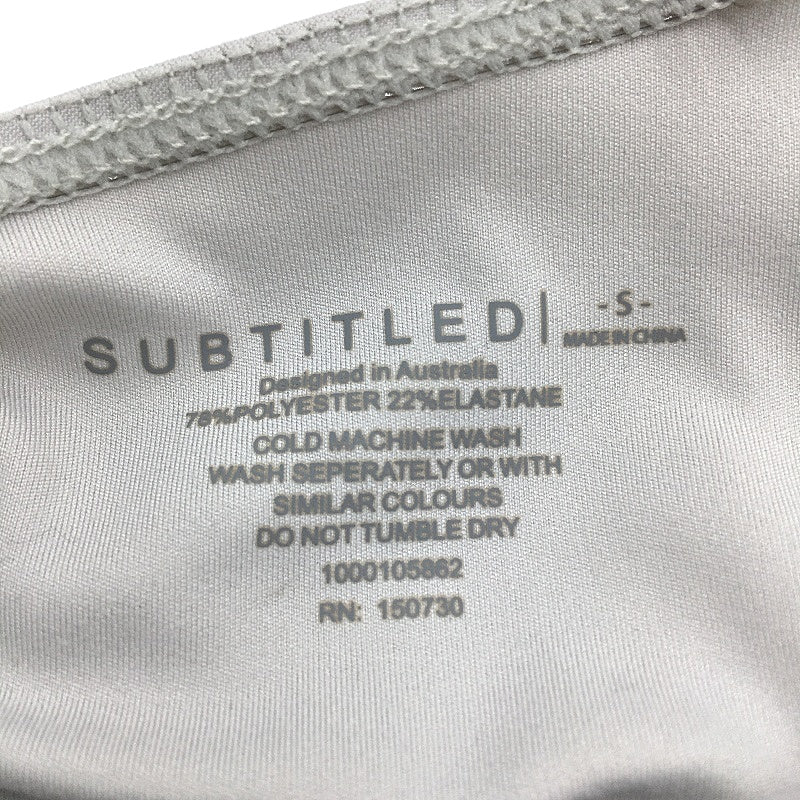 SUBTITLED | -S-
MADE IN CHINA
Designed in Australia
78%POLYESTER 22%ELASTANE
COLD MACHINE WASH
WASH SEPERATELY OR WITH
SIMILAR COLOURS
DO NOT TUMBLE DRY
1000105862
RN: 150730